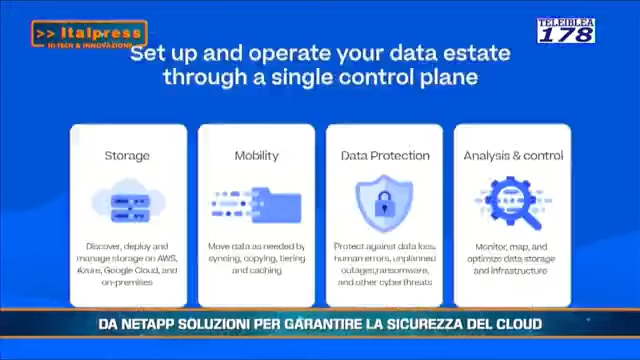 >> Italpress
HI-TECH & INNOVAZIONE
TELEIBLEA
178
Set up and operate your data estate
through a single control plane
Storage
Discover, deploy and
manage storage on AWS,
Azure, Google Cloud, and
on-premises
Mobility
Move data as needed by
syncing, copying, tiering
and caching
Data Protection
Protect against data loss,
human errors, unplanned
outages, ransomware,
and other cyber threats
Analysis & control
Monitor, map, and
optimize data storage
and infrastructure
DA NETAPP SOLUZIONI PER GARANTIRE LA SICUREZZA DEL CLOUD